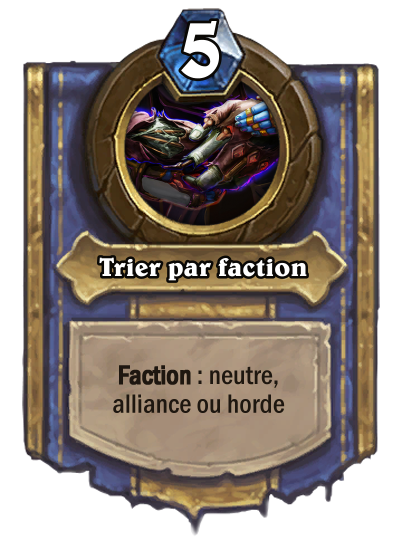 5
Trier par faction
Faction : neutre,
alliance ou horde